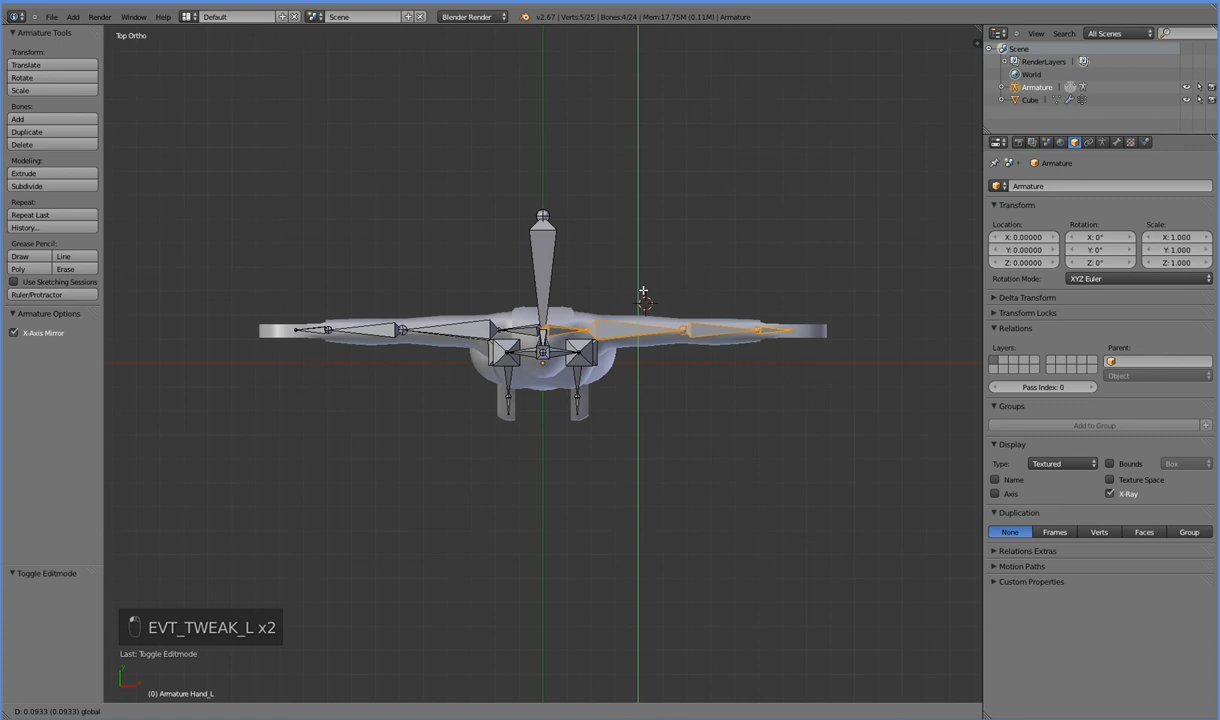 File Add Render Window Help Default Scene Blender Render v2.67 | Verts:5/25 | Bones:4/24 | Mem:17.75M (0.11M) | Armature
Armature Tools
Transform:
Translate
Rotate
Scale
Bones:
Add
Duplicate
Delete
Modeling:
Extrude
Subdivide
Repeat:
Repeat Last
History...
Grease Pencil:
Draw Line
Poly Erase
Use Sketching Sessions
Ruler/Protractor
Armature Options
X-Axis Mirror
Toggle Editmode
Top Ortho
EVT_TWEAK_L x2
Last: Toggle Editmode
(0) Armature Hand_L
D: 0.0933 (0.0933) global
View Search All Scenes
Scene
RenderLayers
World
Armature
Cube
Armature
Armature
Transform
Location: Rotation: Scale:
X: 0.00000 X: 0° X: 1.000
Y: 0.00000 Y: 0° Y: 1.000
Z: 0.00000 Z: 0° Z: 1.000
Rotation Mode: XYZ Euler
Delta Transform
Transform Locks
Relations
Layers: Parent:
Object
Pass Index: 0
Groups
Add to Group
Display
Type: Textured Bounds Box
Name Texture Space
Axis X-Ray
Duplication
None Frames Verts Faces Group
Relations Extras
Motion Paths
Custom Properties